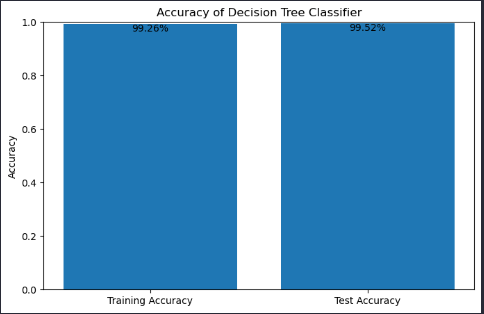 Accuracy of Decision Tree Classifier
1.0
99.26%
99.52%
0.8
0.6
Accuracy
0.4
0.2
0.0
Training Accuracy
Test Accuracy